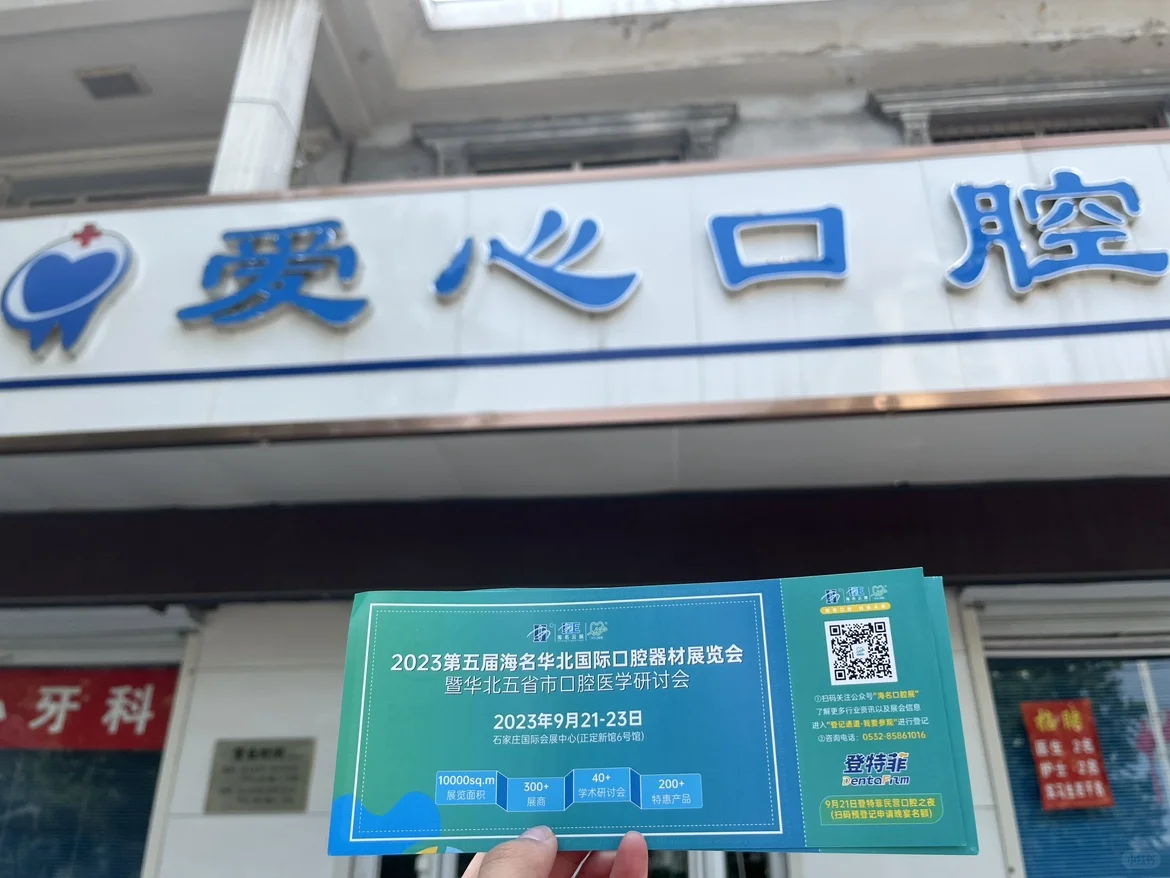 爱心口腔
2023第五届海名华北国际口腔器材展览会
暨华北五省市口腔医学研讨会
2023年9月21-23日
石家庄国际会展中心(正定新馆6号馆)
10000sq.m
展览面积
300+
展商
40+
学术研讨会
200+
特惠产品
①扫码关注公众号“海名口腔展”
了解更多行业资讯以及展会信息
进入“登记通道-我要参观”进行登记
②咨询电话：0532-85861016
登特菲
DentaFilm
9月21日登特菲民营口腔之夜
(扫码预登记申请晚宴名额)
心牙科
招聘
医生 2名
护士 2名
小红书